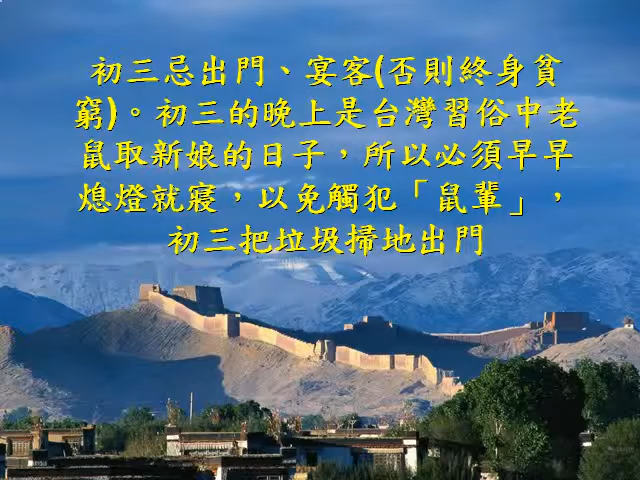 初三忌出門、宴客(否則終身貧
窮)。初三的晚上是台灣習俗中老
鼠取新娘的日子，所以必須早早
熄燈就寢，以免觸犯「鼠輩」，
初三把垃圾掃地出門